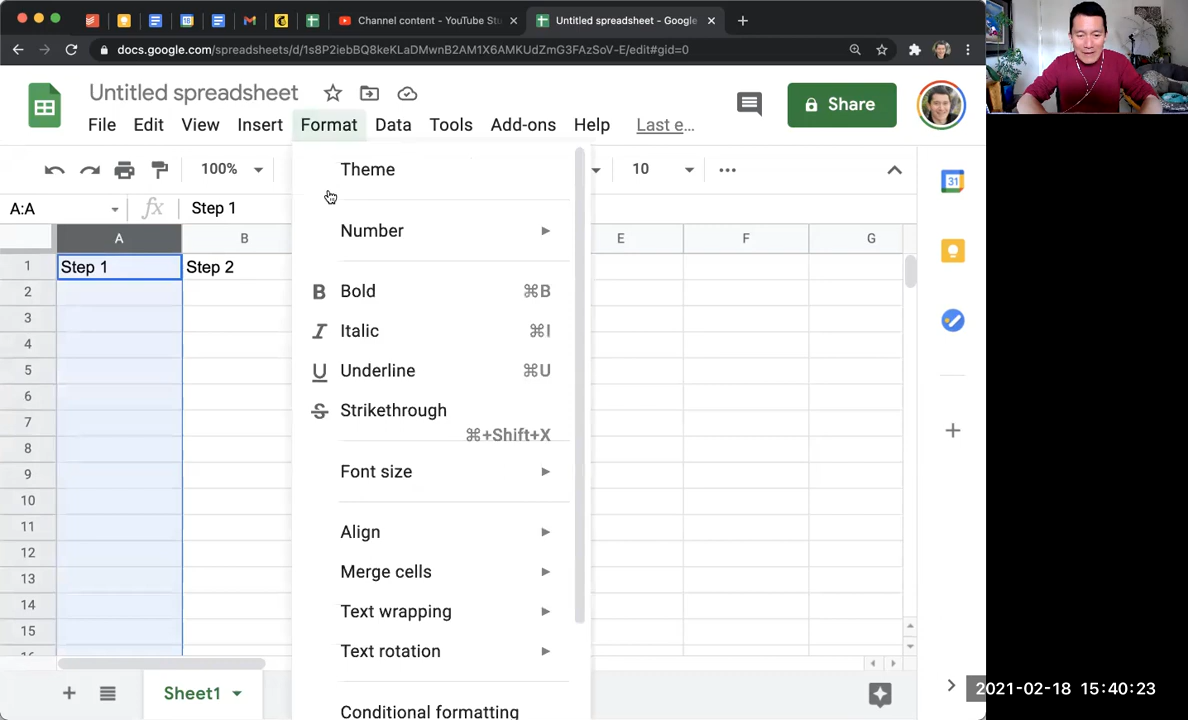 Channel content - YouTube Stu
Untitled spreadsheet - Google
docs.google.com/spreadsheets/d/1s8P2iebBQ8keKLaDMwnB2AM1X6AMKUdZmG3FAzSoV-E/edit#gid=0
Untitled spreadsheet
File Edit View Insert Format Data Tools Add-ons Help Last e...
Share
100%
10
A:A
fx
Step 1
A B E F G
1 Step 1 Step 2
2
3
4
5
6
7
8
9
10
11
12
13
14
15
Theme
Number
B Bold ⌘B
I Italic ⌘I
U Underline ⌘U
S Strikethrough
⌘+Shift+X
Font size
Align
Merge cells
Text wrapping
Text rotation
Conditional formatting
31
Sheet1
2021-02-18 15:40:23